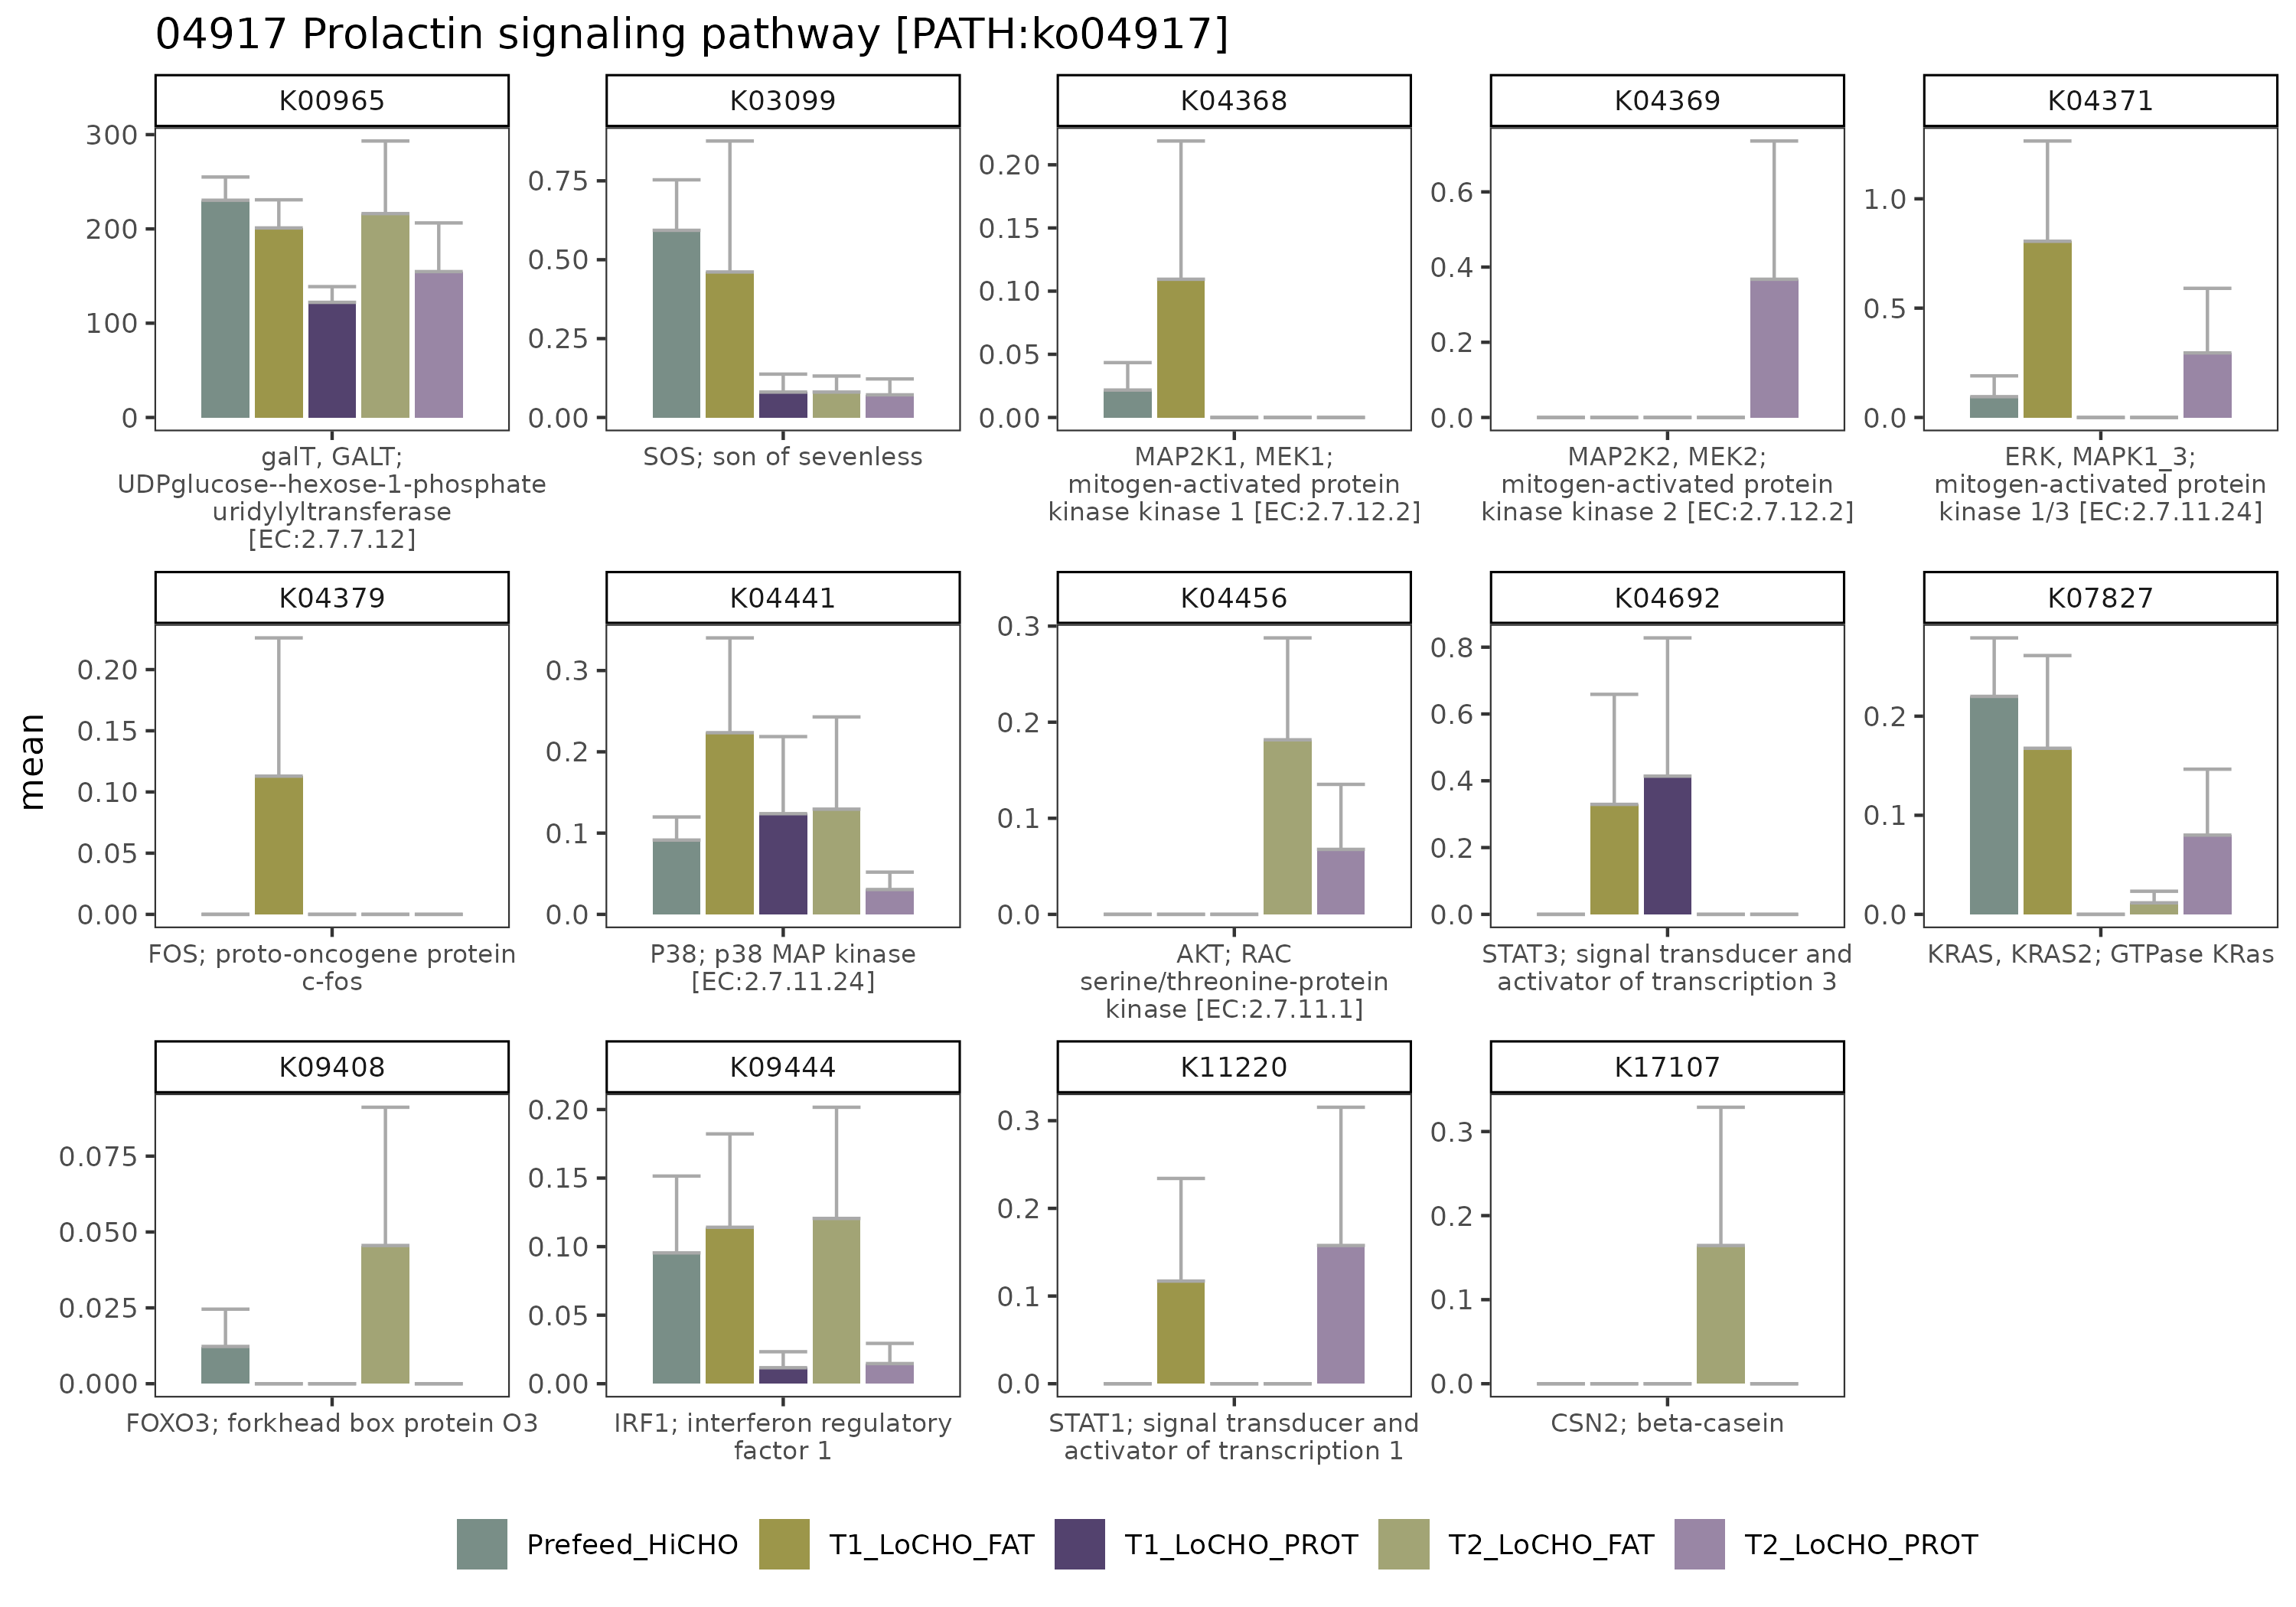 04917 Prolactin signaling pathway [PATH:ko04917]
K00965
K03099
K04368
K04369
K04371
300
200
100
0
0.75
0.50
0.25
0.00
0.20
0.15
0.10
0.05
0.00
0.6
0.4
0.2
0.0
1.0
0.5
0.0
galT, GALT;
UDPglucose--hexose-1-phosphate
uridylyltransferase
[EC:2.7.7.12]
SOS; son of sevenless
MAP2K1, MEK1;
mitogen-activated protein
kinase kinase 1 [EC:2.7.12.2]
MAP2K2, MEK2;
mitogen-activated protein
kinase kinase 2 [EC:2.7.12.2]
ERK, MAPK1_3;
mitogen-activated protein
kinase 1/3 [EC:2.7.11.24]
mean
K04379
K04441
K04456
K04692
K07827
0.20
0.15
0.10
0.05
0.00
0.3
0.2
0.1
0.0
0.3
0.2
0.1
0.0
0.8
0.6
0.4
0.2
0.0
0.2
0.1
0.0
FOS; proto-oncogene protein
c-fos
P38; p38 MAP kinase
[EC:2.7.11.24]
AKT; RAC
serine/threonine-protein
kinase [EC:2.7.11.1]
STAT3; signal transducer and
activator of transcription 3
KRAS, KRAS2; GTPase KRas
K09408
K09444
K11220
K17107
0.075
0.050
0.025
0.000
0.20
0.15
0.10
0.05
0.00
0.3
0.2
0.1
0.0
0.3
0.2
0.1
0.0
FOXO3; forkhead box protein O3
IRF1; interferon regulatory
factor 1
STAT1; signal transducer and
activator of transcription 1
CSN2; beta-casein
Prefeed_HiCHO
T1_LoCHO_FAT
T1_LoCHO_PROT
T2_LoCHO_FAT
T2_LoCHO_PROT